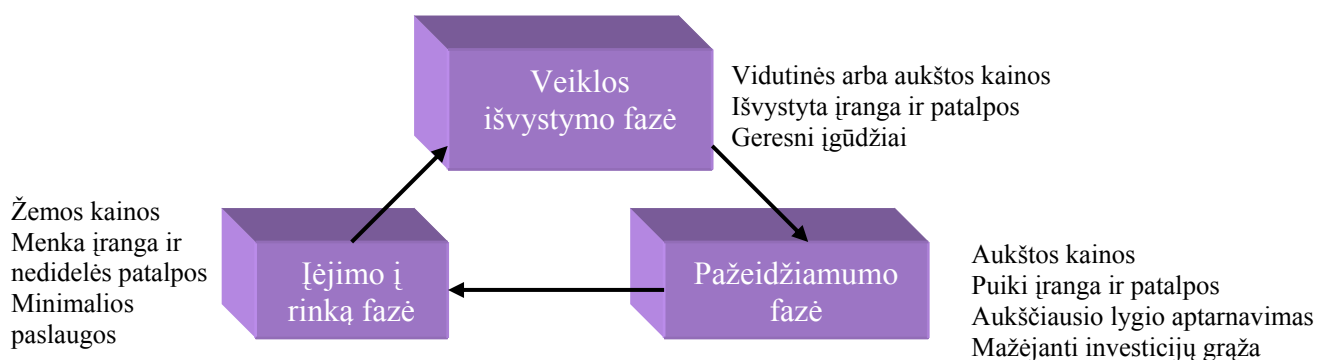 Veiklos
išvystymo fazė
Vidutinės arba aukštos kainos
Išvystyta įranga ir patalpos
Geresni įgūdžiai
Žemos kainos
Menka įranga ir
nedidelės patalpos
Minimalios
paslaugos
Įėjimo į
rinką fazė
Pažeidžiamumo
fazė
Aukštos kainos
Puiki įranga ir patalpos
Aukščiausio lygio aptarnavimas
Mažėjanti investicijų grąža